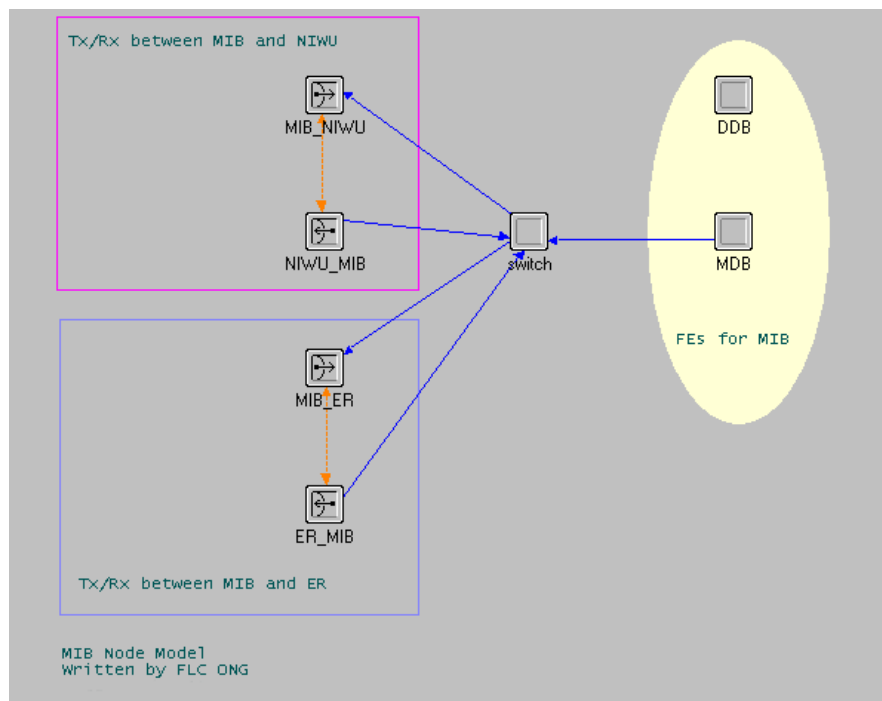 Tx/Rx between MIB and NIWU
MIB_NIWU
DDB
NIWU_MIB
switch
MDB
FEs for MIB
MIB_ER
ER_MIB
Tx/Rx between MIB and ER
MIB Node Model
Written by FLC ONG